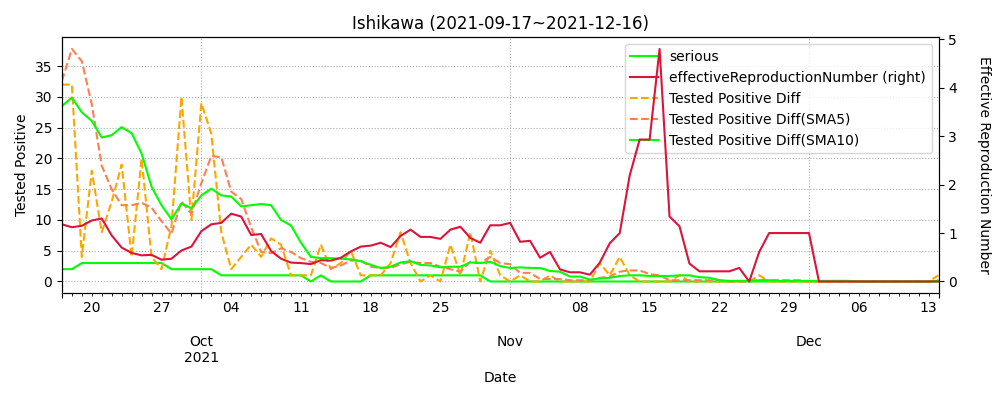 Ishikawa (2021-09-17~2021-12-16)
Tested Positive
35
30
25
20
15
10
5
0
5
4
3
2
1
0
Effective Reproduction Number
serious
effectiveReproductionNumber (right)
Tested Positive Diff
Tested Positive Diff(SMA5)
Tested Positive Diff(SMA10)
20 27 04 11 18 25 08 15 22 29 06 13
Oct Nov Dec
2021
Date